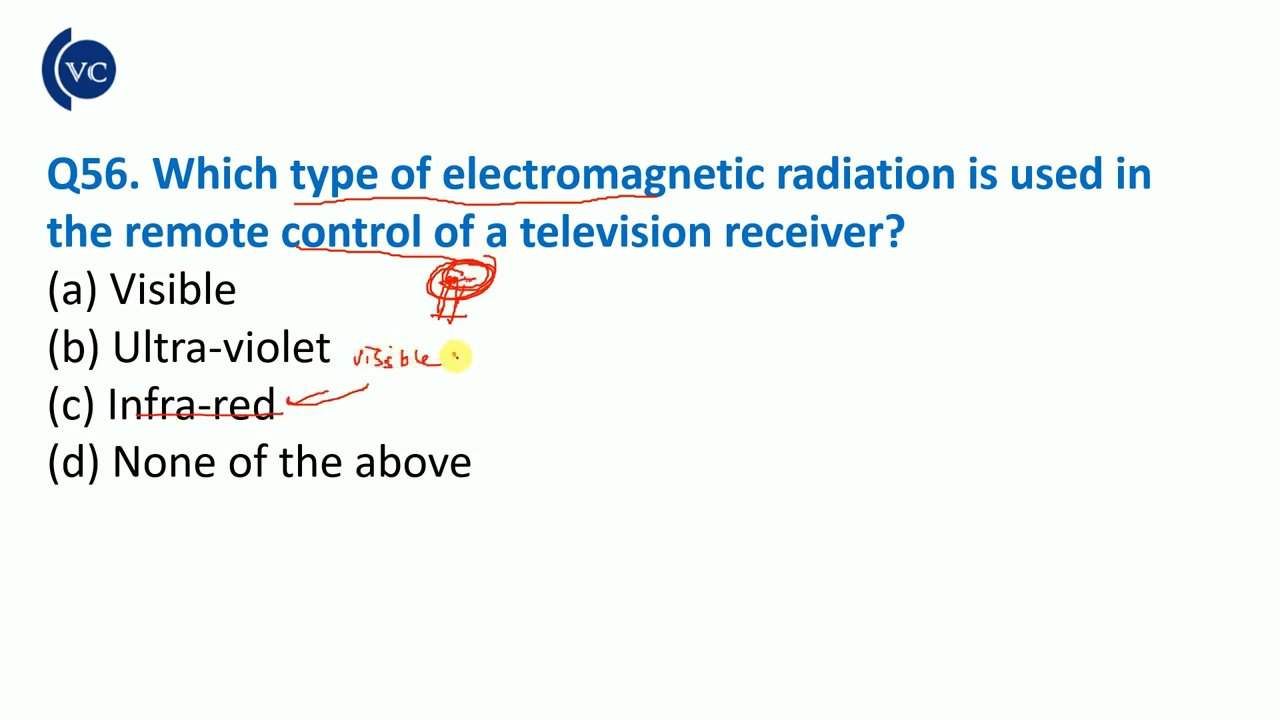 VC
Q56. Which type of electromagnetic radiation is used in
the remote control of a television receiver?
(a) Visible
(b) Ultra-violet
visible
(c) Infra-red
(d) None of the above